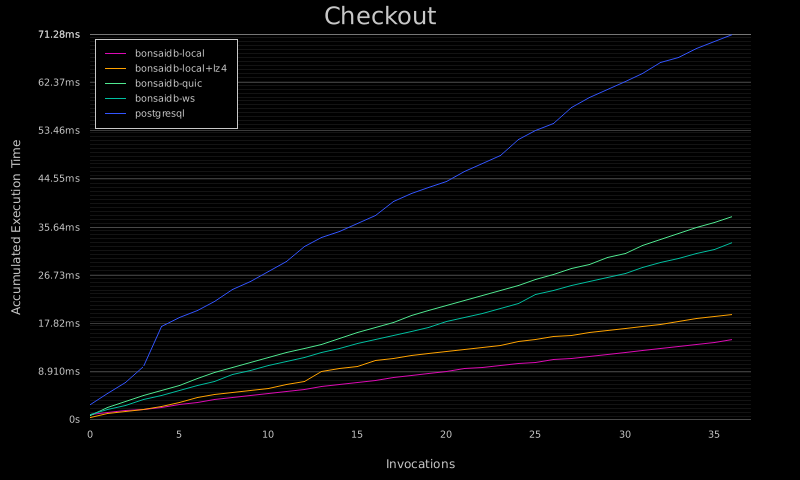 Checkout
71.28ms
62.37ms
53.46ms
44.55ms
35.64ms
26.73ms
17.82ms
8.910ms
0s
bonsaidb-local
bonsaidb-local+lz4
bonsaidb-quic
bonsaidb-ws
postgresql
Accumulated Execution Time
0 5 10 15 20 25 30 35
Invocations